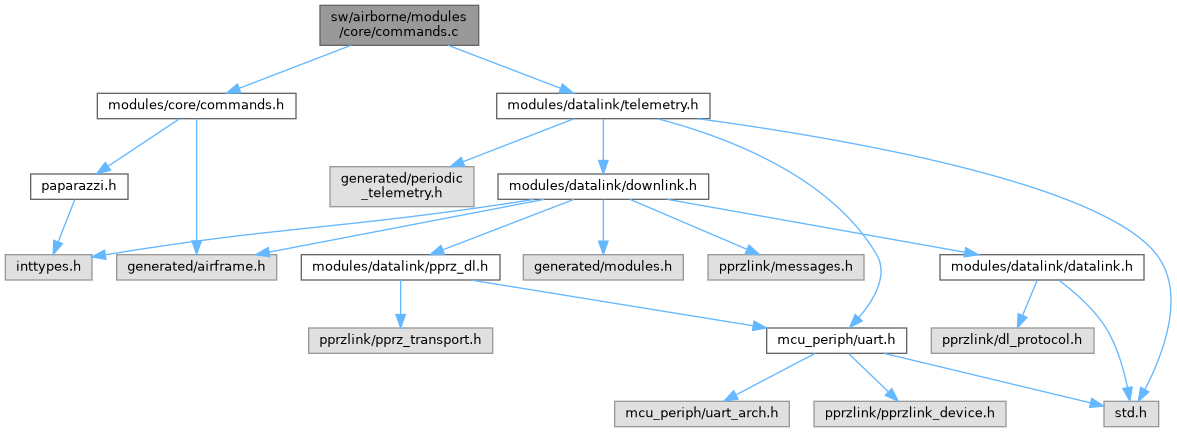 sw/airborne/modules
/core/commands.c
modules/core/commands.h
modules/datalink/telemetry.h
paparazzi.h
generated/periodic
_telemetry.h
modules/datalink/downlink.h
inttypes.h
generated/airframe.h
modules/datalink/pprz_dl.h
generated/modules.h
pprzlink/messages.h
modules/datalink/datalink.h
pprzlink/pprz_transport.h
mcu_periph/uart.h
pprzlink/dl_protocol.h
mcu_periph/uart_arch.h
pprzlink/pprzlink_device.h
std.h